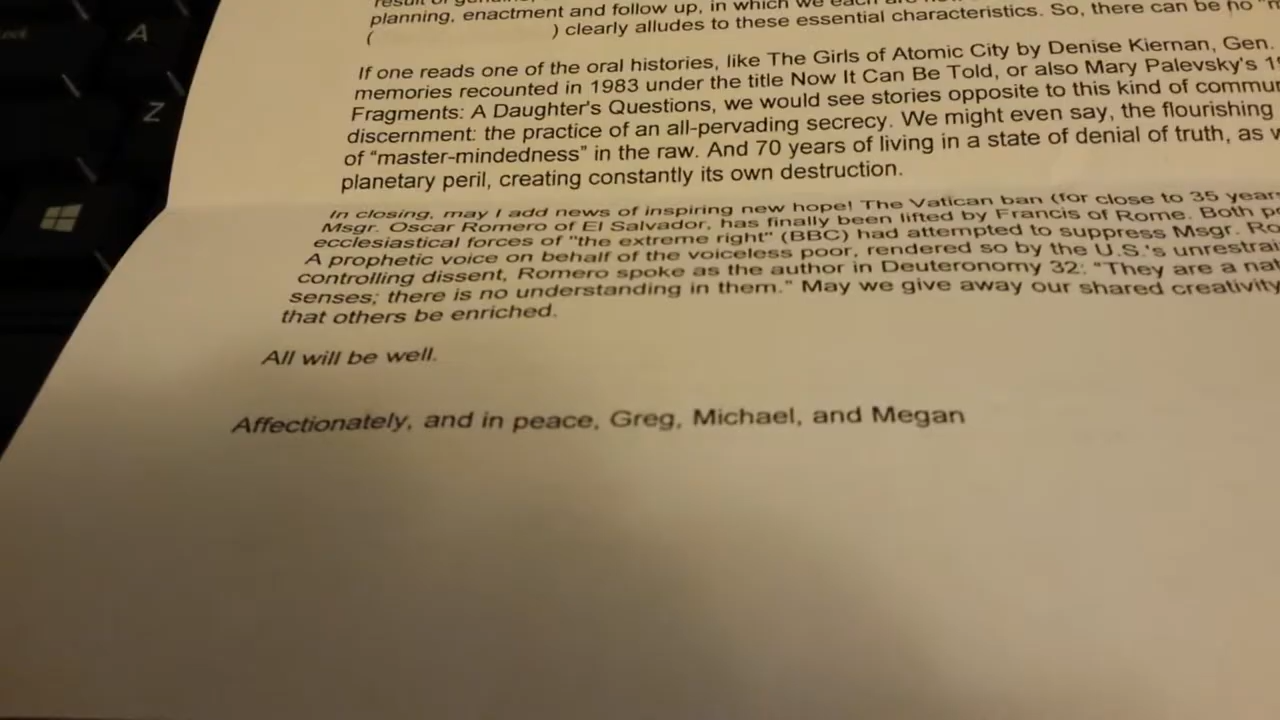 planning, enactment and follow up, in which we each are
( ) clearly alludes to these essential characteristics. So, there can be no
If one reads one of the oral histories, like The Girls of Atomic City by Denise Kiernan, Gen.
memories recounted in 1983 under the title Now It Can Be Told, or also Mary Palevsky's
Fragments: A Daughter's Questions, we would see stories opposite to this kind of
discernment: the practice of an all-pervading secrecy. We might even say, the flourishing
of “master-mindedness” in the raw. And 70 years of living in a state of denial of truth, as
planetary peril, creating constantly its own destruction.
In closing, may I add news of inspiring new hope! The Vatican ban (for close to 35
Msgr. Oscar Romero of El Salvador, has finally been lifted by Francis of Rome. Both
ecclesiastical forces of "the extreme right" (BBC) had attempted to suppress Msgr.
A prophetic voice on behalf of the voiceless poor, rendered so by the U.S.'s
controlling dissent, Romero spoke as the author in Deuteronomy 32: “They are a
senses; there is no understanding in them.” May we give away our shared creativity
that others be enriched.
All will be well.
Affectionately, and in peace, Greg, Michael, and Megan
A
Z